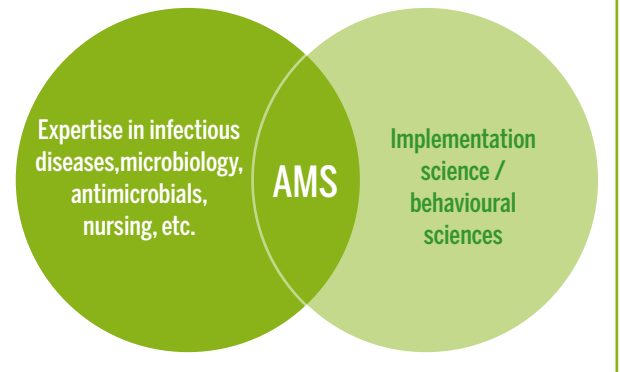 Expertise in infectious
diseases,microbiology,
antimicrobials,
nursing, etc.
AMS
Implementation
science /
behavioural
sciences